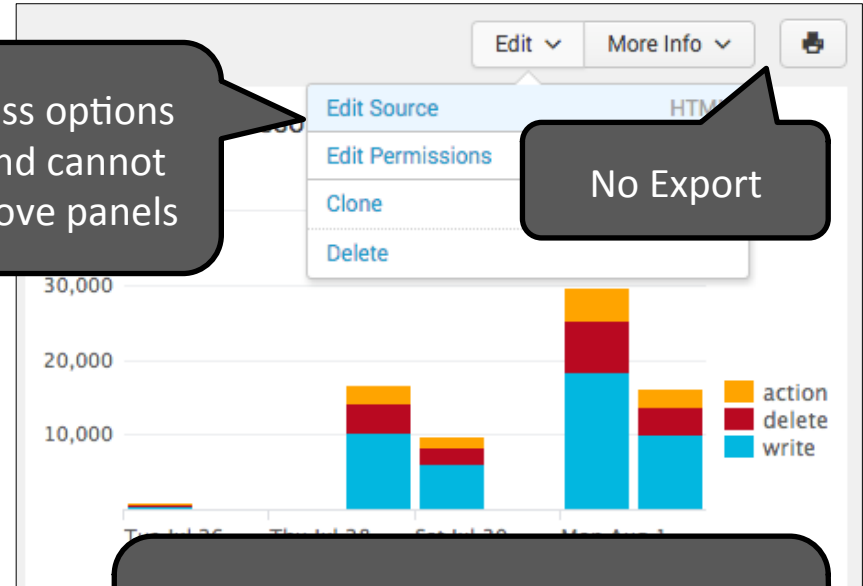 Edit
More Info
ss options
nd cannot
ove panels
Edit Source
HTM
Edit Permissions
Clone
Delete
No Export
30,000
20,000
10,000
action
delete
write